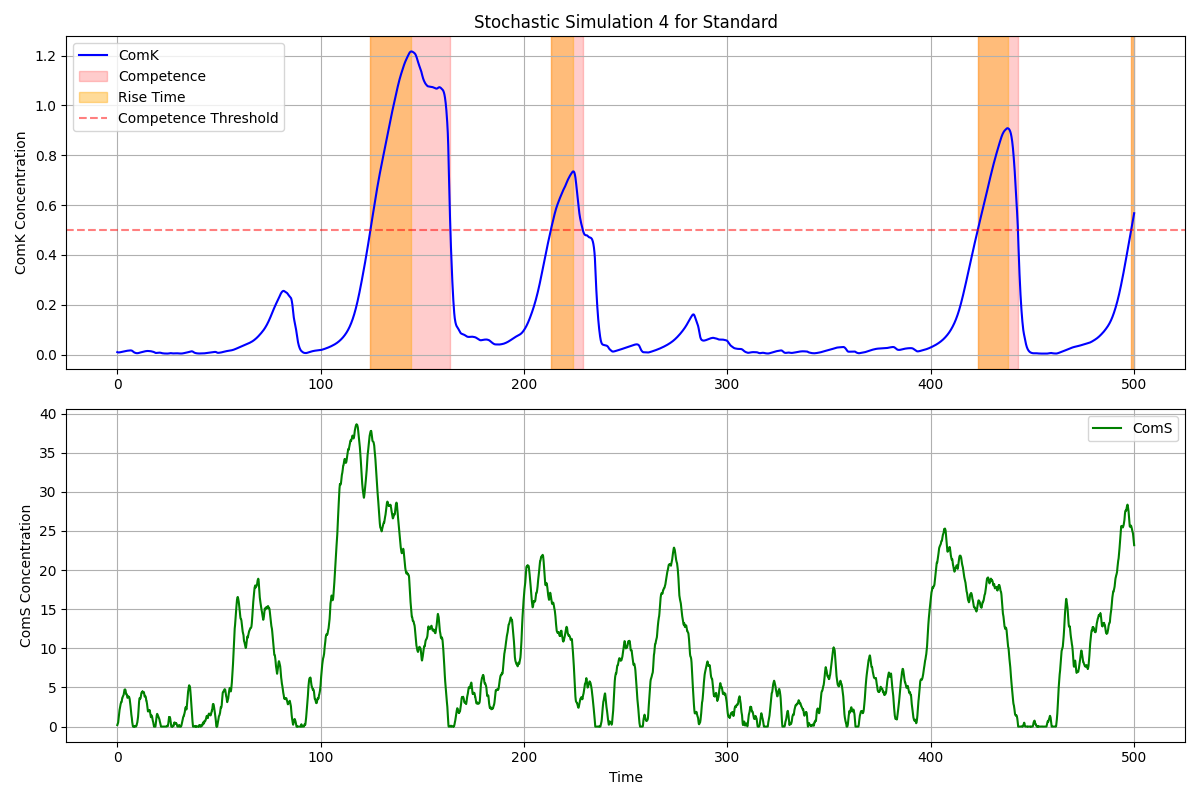 Stochastic Simulation 4 for Standard
ComK Concentration
1.2
1.0
0.8
0.6
0.4
0.2
0.0
ComK
Competence
Rise Time
Competence Threshold
0 100 200 300 400 500
ComS Concentration
40
35
30
25
20
15
10
5
0
ComS
0 100 200 300 400 500
Time